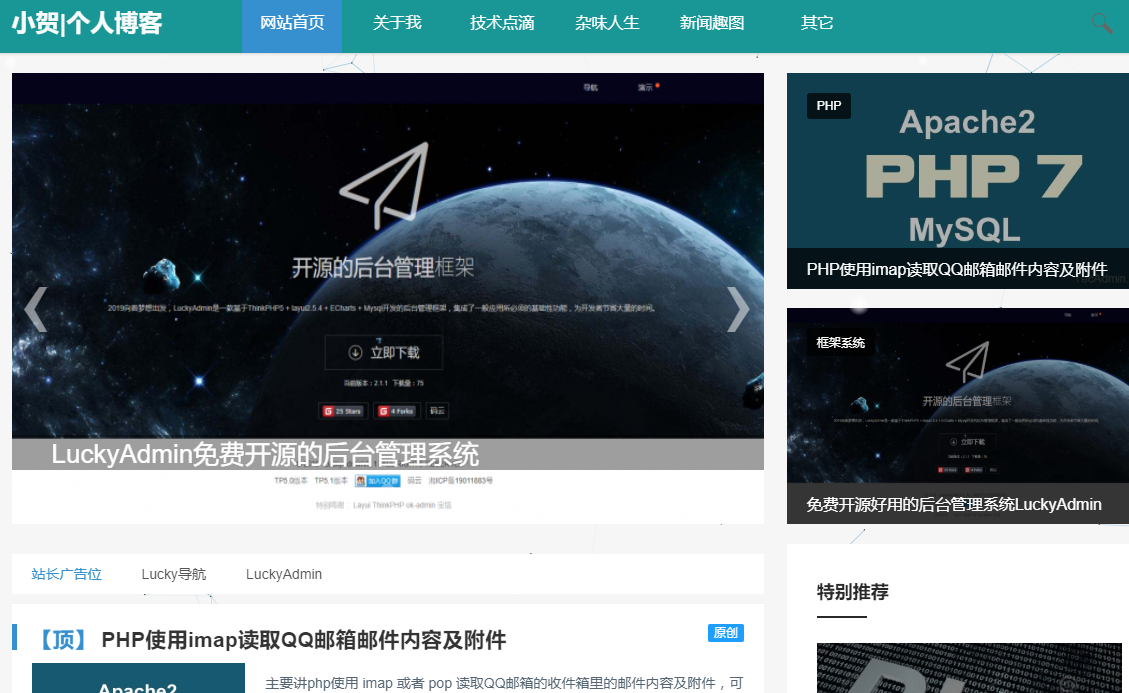 小贺|个人博客
网站首页
关于我
技术点滴
杂味人生
新闻趣图
其它
导航
演示
开源的后台管理框架
2019向着梦想出发，LuckyAdmin是一款基于ThinkPHP5 + layui2.5.4 + ECharts + Mysql开发的后台管理框架，集成了一般应用所必须的基础性功能，为开发者节省大量的时间。
立即下载
当前版本：2.1.1 下载量：75
25 Stars
4 Forks
码云
LuckyAdmin免费开源的后台管理系统
TP5.0版本 TP5.1版本 加入QQ群 码云 湘ICP备19011883号
特别鸣谢： Layui ThinkPHP ok-admin 宝塔
PHP
Apache2
PHP 7
MySQL
PHP使用imap读取QQ邮箱邮件内容及附件
框架系统
开源的后台管理框架
立即下载
免费开源好用的后台管理系统LuckyAdmin
站长广告位
Lucky导航
LuckyAdmin
【顶】 PHP使用imap读取QQ邮箱邮件内容及附件
原创
Apache2
主要讲php使用 imap 或者 pop 读取QQ邮箱的收件箱里的邮件内容及附件，可
特别推荐